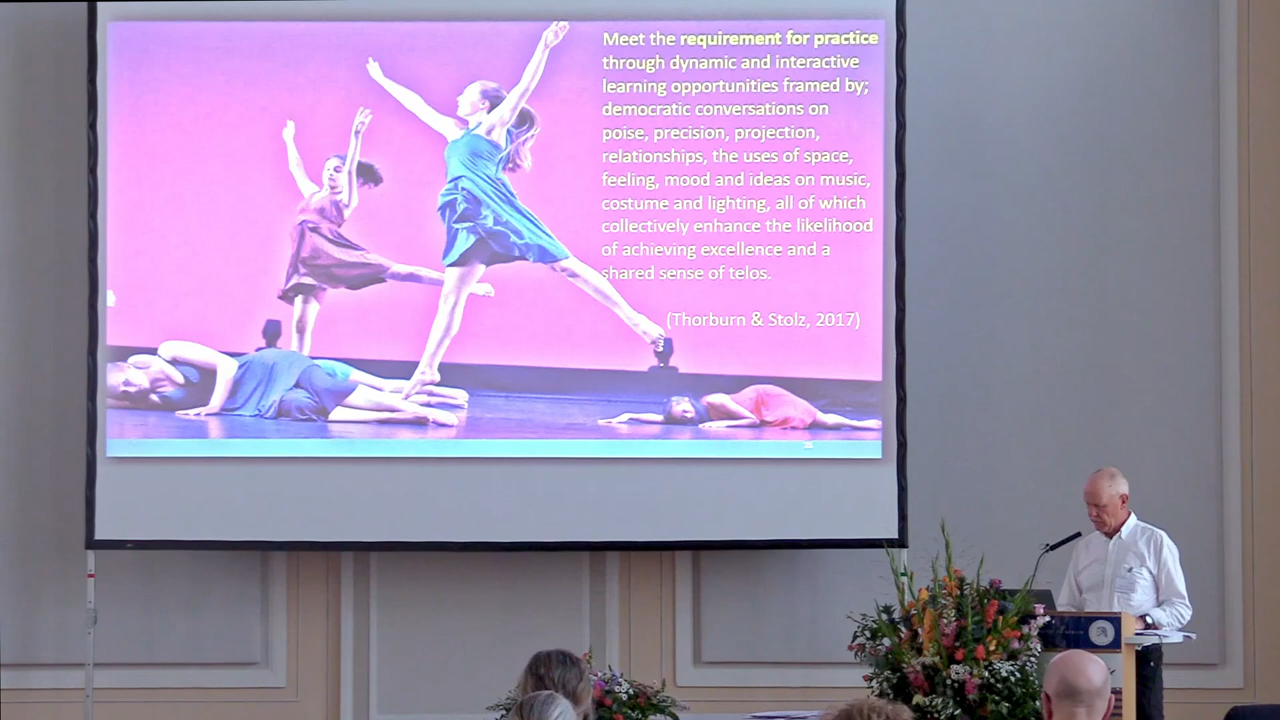 Meet the requirement for practice
through dynamic and interactive
learning opportunities framed by;
democratic conversations on
poise, precision, projection,
relationships, the uses of space,
feeling, mood and ideas on music,
costume and lighting, all of which
collectively enhance the likelihood
of achieving excellence and a
shared sense of telos.
(Thorburn & Stolz, 2017)